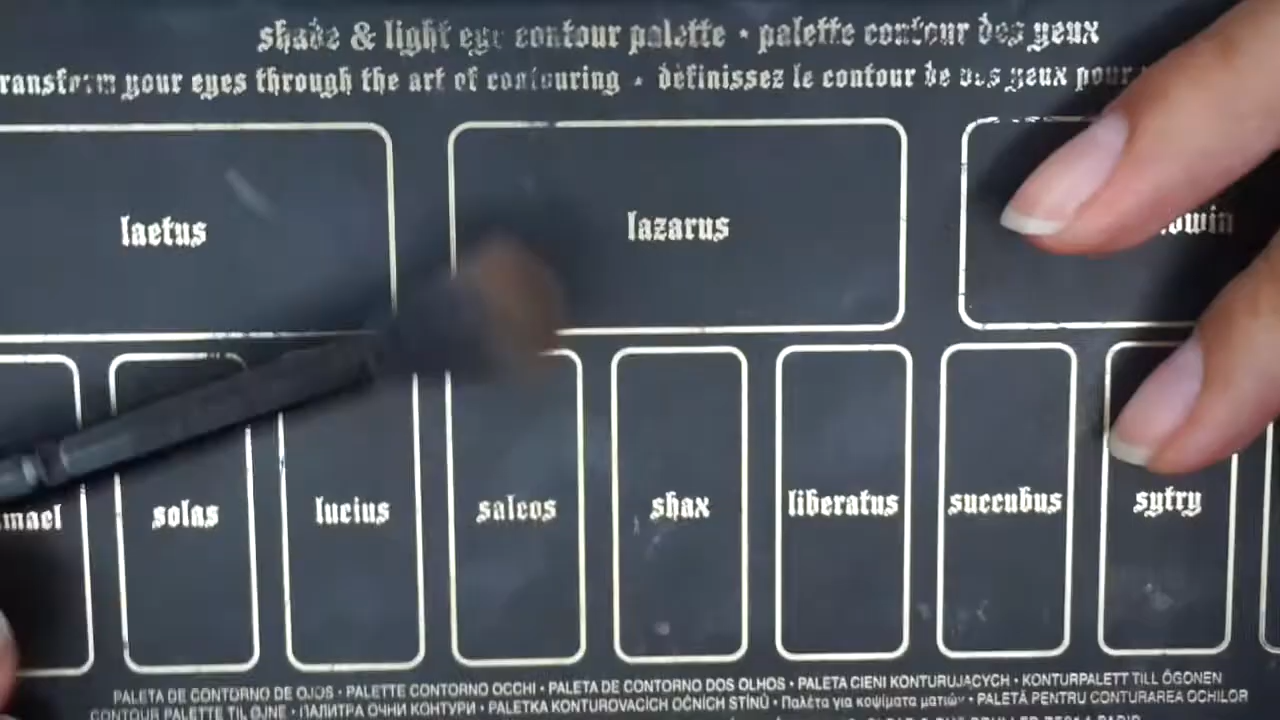 shade & light eye contour palette • palette contour des yeux
transform your eyes through the art of contouring • définissez le contour de vos yeux pour
laetus
lazarus
solas
lucius
saleos
shax
liberatus
succubus
sytry
PALETA DE CONTORNO DE OJOS • PALETTE CONTORNO OCCHI • PALETA DE CONTORNO DOS OLHOS • PALETA CIENI KONTURUJĄCYCH • KONTURPALETT TILL ÖGONEN
CONTOUR PALETTE TIL ØJNE • ПАЛИТРА ОЧНИ КОНТУРИ • PALETKA KONTUROVACÍCH OČNÍCH STÍNŮ • Παλέτα για κοψίματα ματιών • PALETĂ PENTRU CONTURAREA OCHILOR